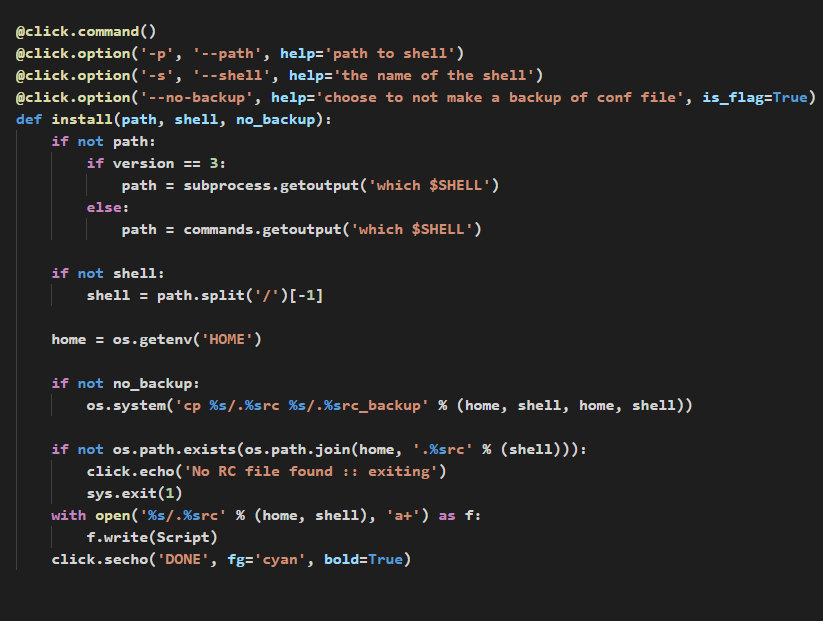 @click.command()
@click.option('-p', '--path', help='path to shell')
@click.option('-s', '--shell', help='the name of the shell')
@click.option('--no-backup', help='choose to not make a backup of conf file', is_flag=True)
def install(path, shell, no_backup):
    if not path:
        if version == 3:
            path = subprocess.getoutput('which $SHELL')
        else:
            path = commands.getoutput('which $SHELL')

    if not shell:
        shell = path.split('/')[-1]

    home = os.getenv('HOME')

    if not no_backup:
        os.system('cp %s/.%src %s/.%src_backup' % (home, shell, home, shell))

    if not os.path.exists(os.path.join(home, '.%src' % (shell))):
        click.echo('No RC file found :: exiting')
        sys.exit(1)
    with open('%s/.%src' % (home, shell), 'a+') as f:
        f.write(Script)
    click.secho('DONE', fg='cyan', bold=True)